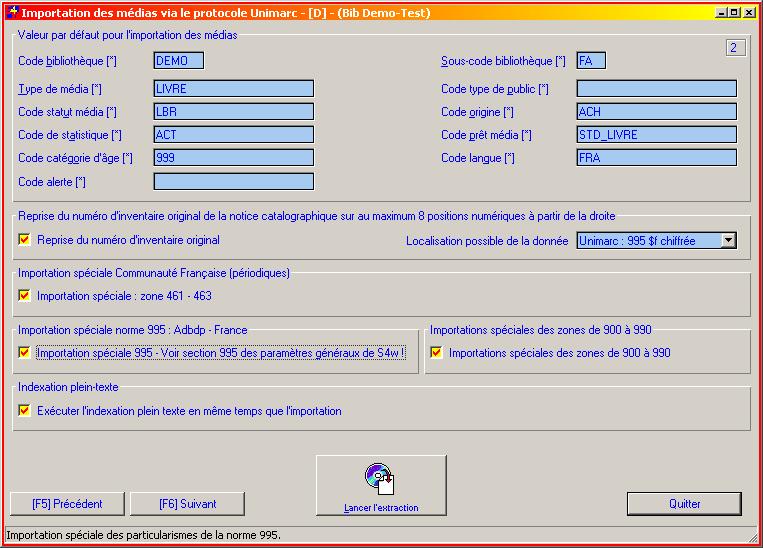 Importation des médias via le protocole Unimarc - [D] - (Bib Demo-Test)
Valeur par défaut pour l'importation des médias
2
Code bibliothèque [*] DEMO Sous-code bibliothèque [*] FA
Type de média [*] LIVRE Code type de public [*]
Code statut média [*] LBR Code origine [*] ACH
Code de statistique [*] ACT Code prêt média [*] STD_LIVRE
Code catégorie d'âge [*] 999 Code langue [*] FRA
Code alerte [*]
Reprise du numéro d'inventaire original de la notice catalographique sur au maximum 8 positions numériques à partir de la droite
Reprise du numéro d'inventaire original Localisation possible de la donnée Unimarc : 995 $f chiffrée
Importation spéciale Communauté Française (périodiques)
Importation spéciale : zone 461 - 463
Importation spéciale norme 995 : Adbdp - France Importations spéciales des zones de 900 à 990
Importation spéciale 995 - Voir section 995 des paramètres généraux de S4w ! Importations spéciales des zones de 900 à 990
Indexation plein-texte
Exécuter l'indexation plein texte en même temps que l'importation
[F5] Précédent [F6] Suivant Lancer l'extraction Quitter
Importation spéciale des particularismes de la norme 995.